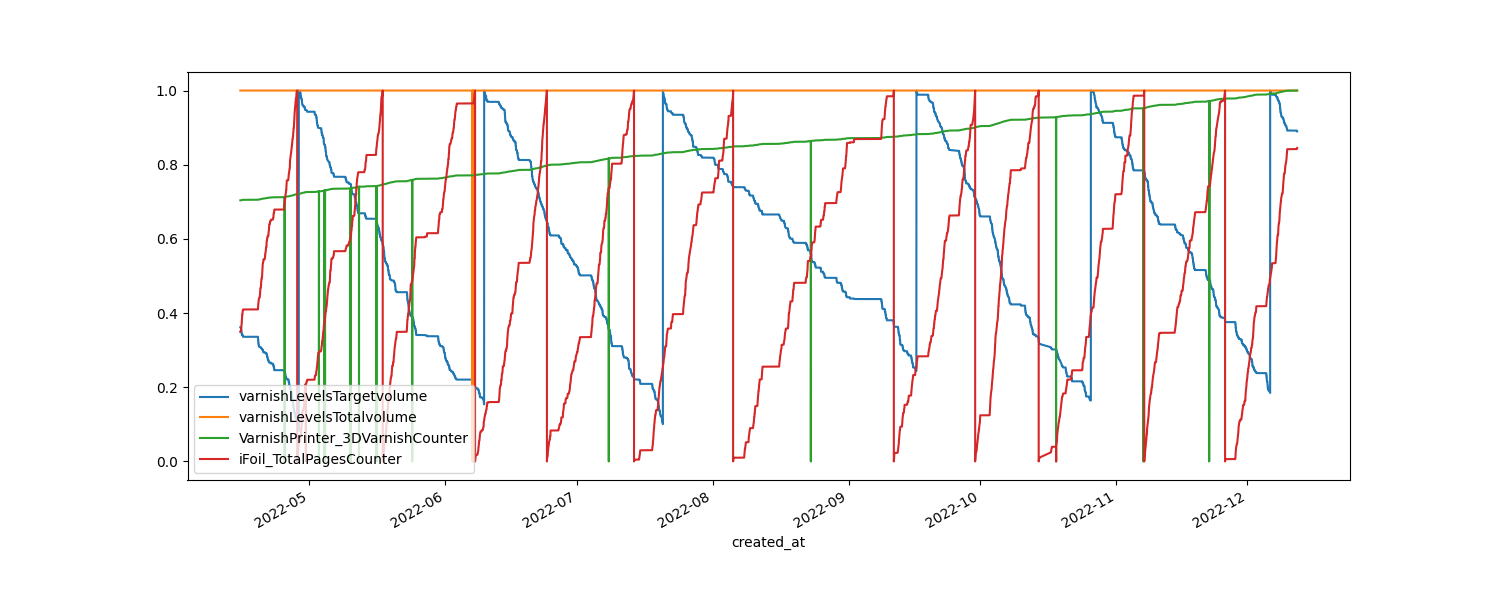 1.0
0.8
0.6
0.4
0.2
0.0
varnishLevelsTargetvolume
varnishLevelsTotalvolume
VarnishPrinter_3DVarnishCounter
iFoil_TotalPagesCounter
2022-05
2022-06
2022-07
2022-08
2022-09
2022-10
2022-11
2022-12
created_at